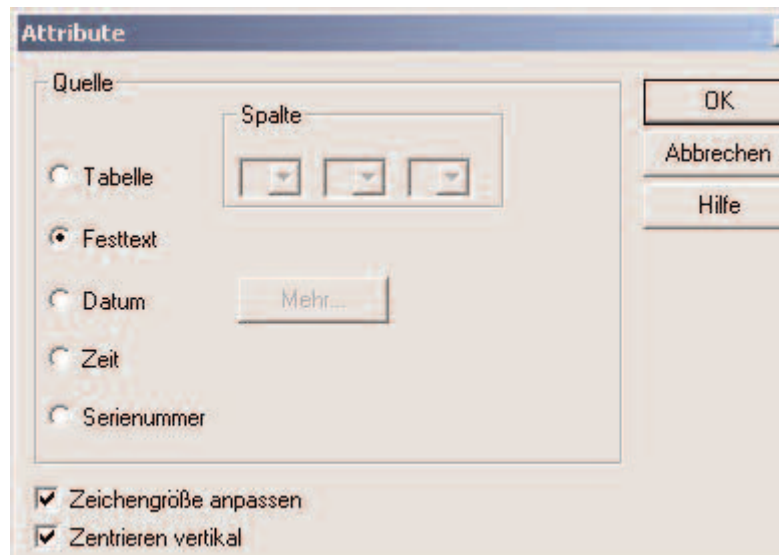 Attribute
Quelle
Spalte
Tabelle
Festtext
Datum
Mehr...
Zeit
Serienummer
OK
Abbrechen
Hilfe
Zeichengröße anpassen
Zentrieren vertikal